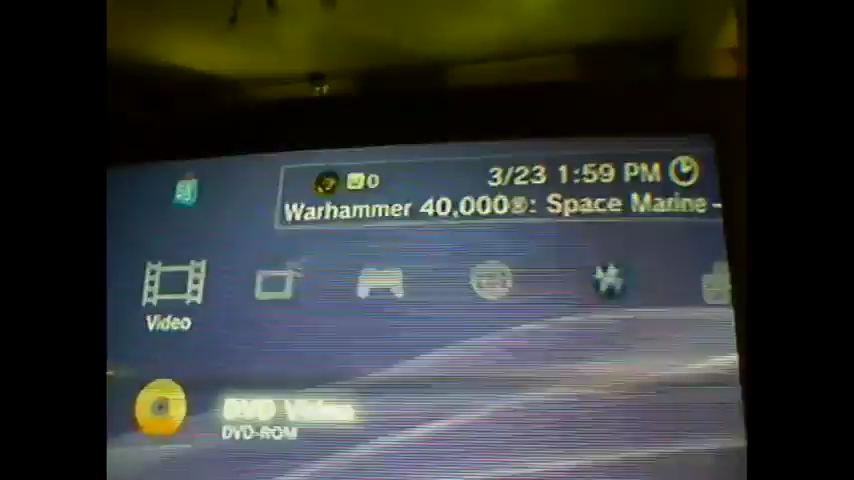 0
3/23 1:59 PM
Warhammer 40,000®: Space Marine -
Video
DVD Video
DVD-ROM